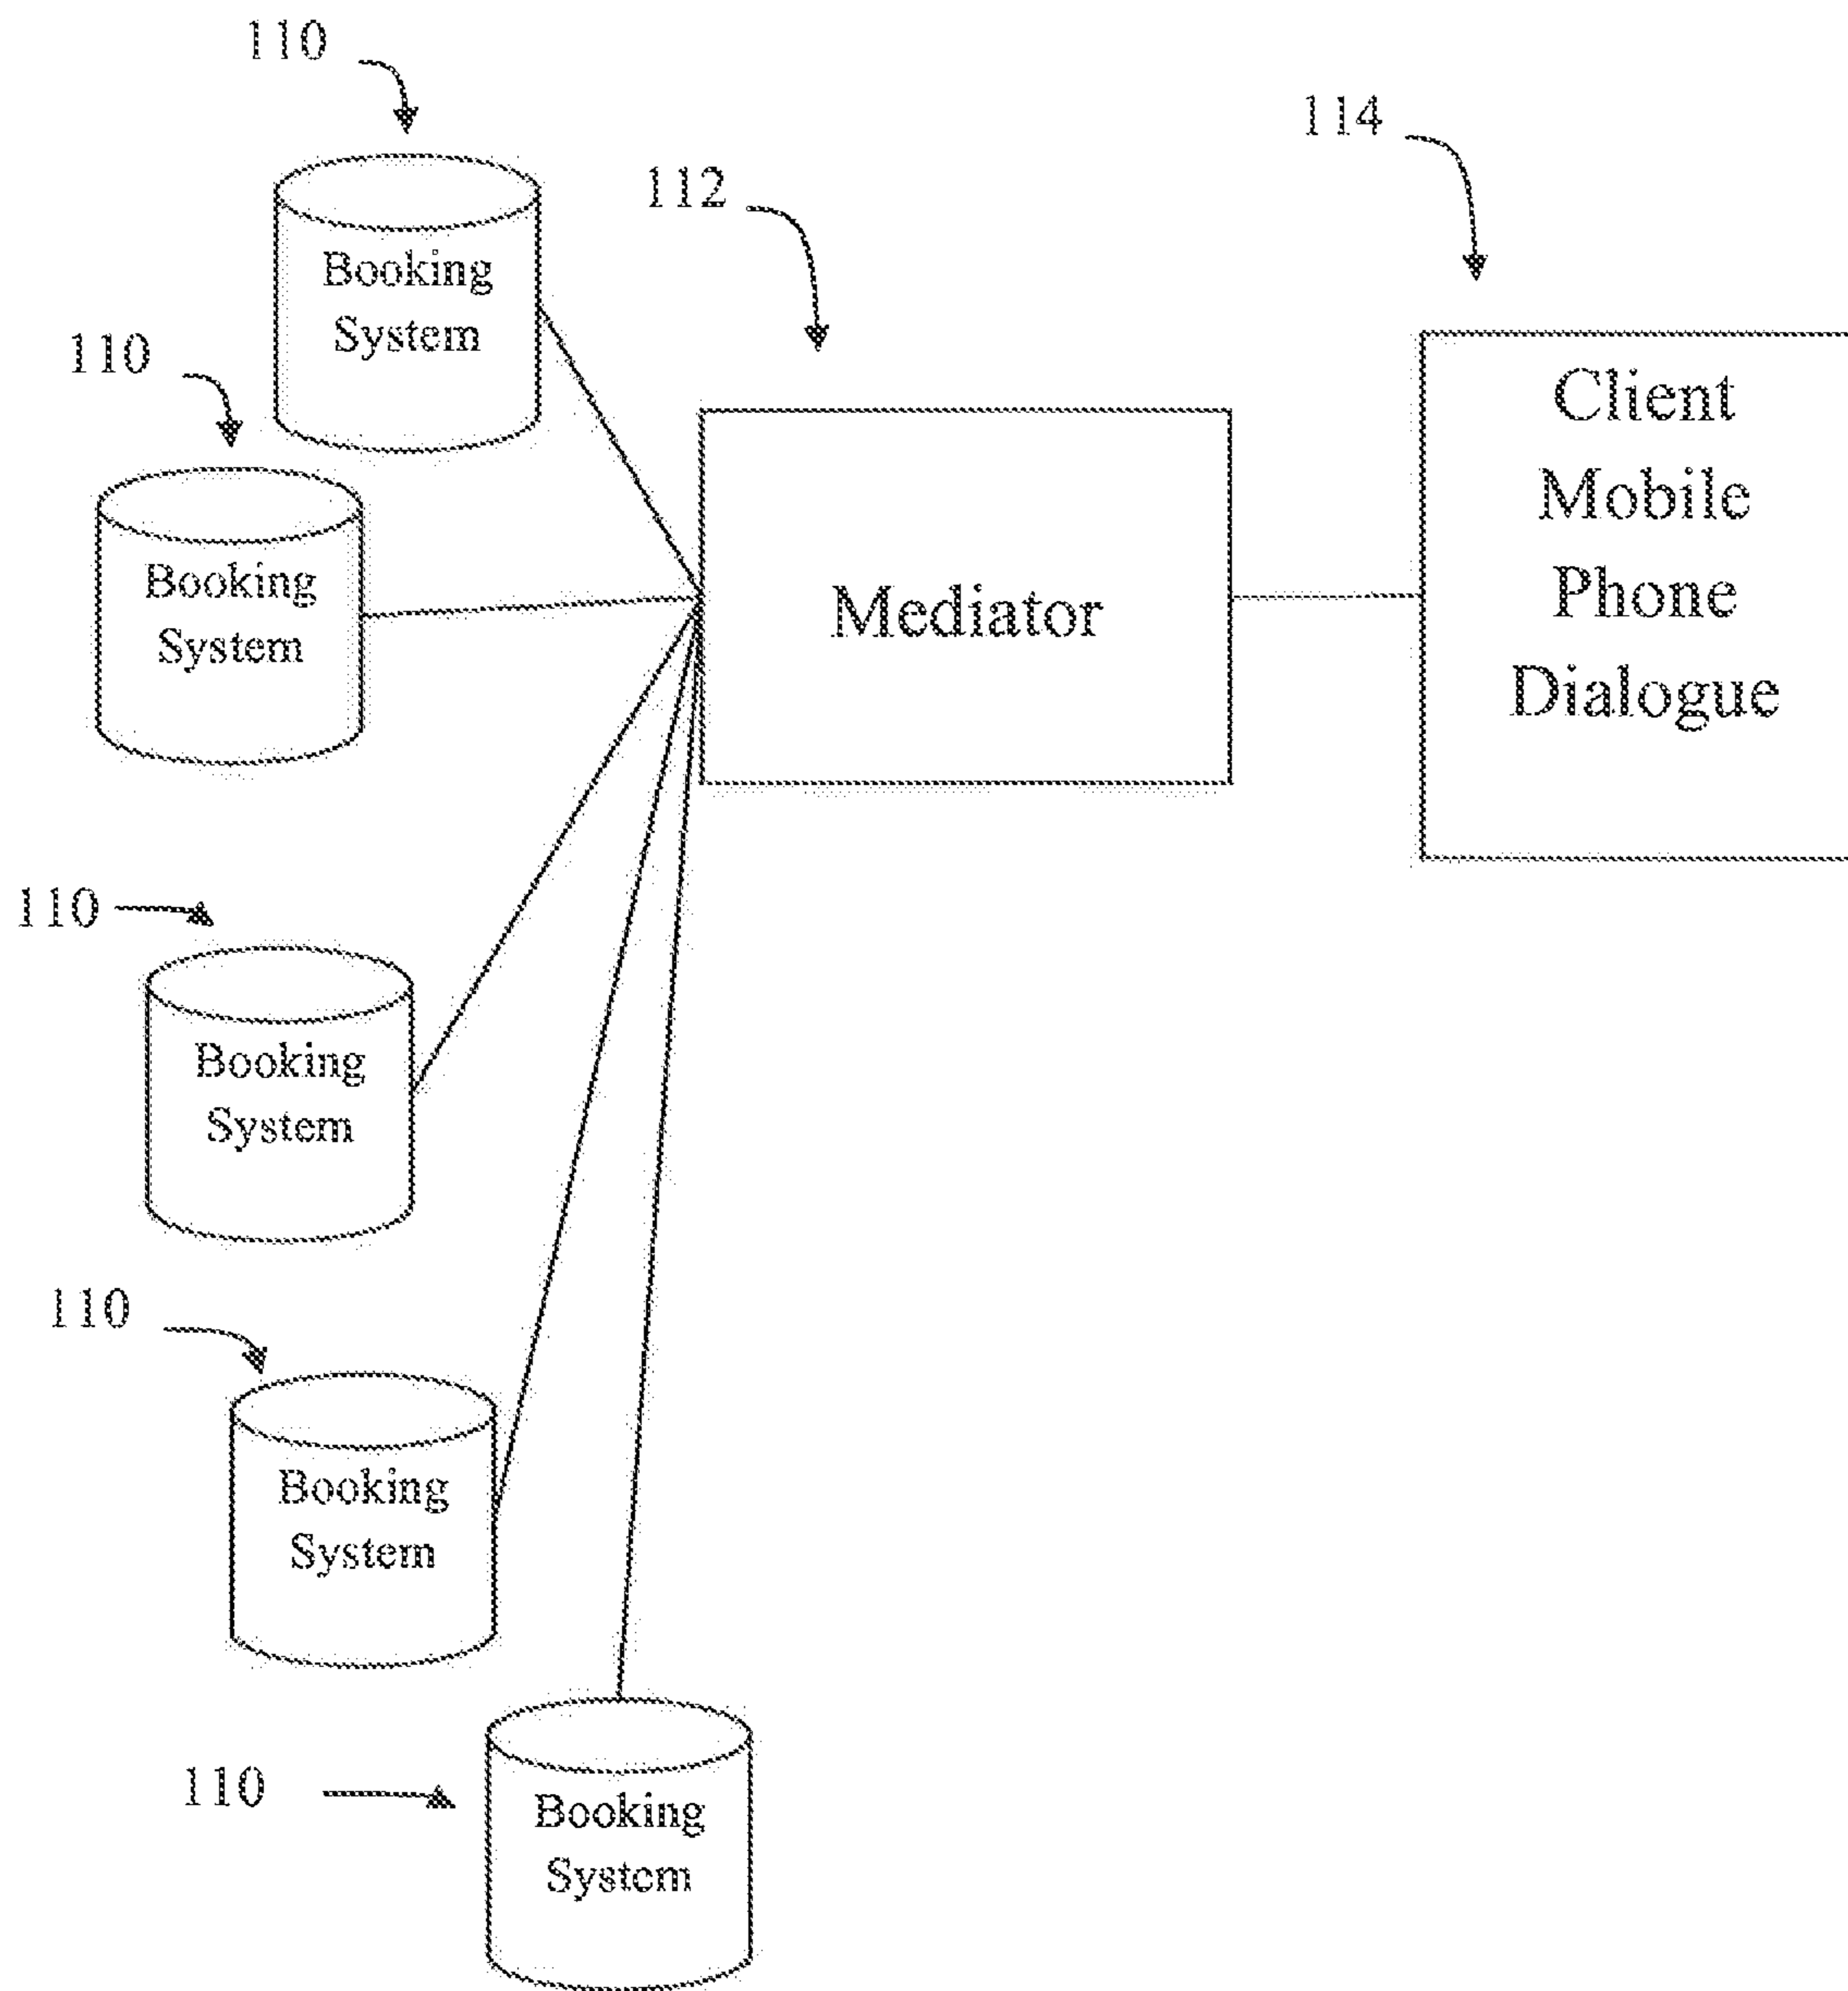 110
114
112
Booking
System
110
Client
Mobile
Phone
Dialogue
Booking
System
Mediator
110
Booking
System
110
Booking
System
110
Booking
System